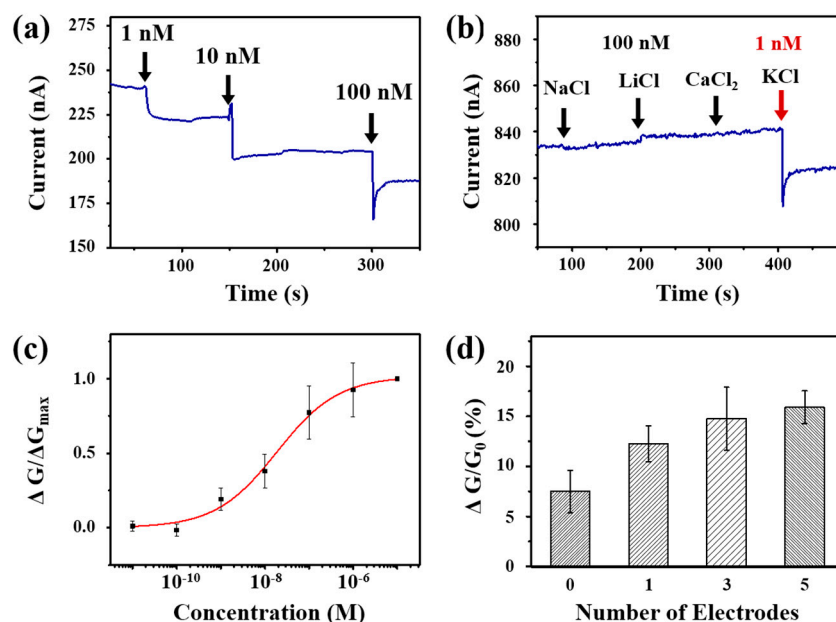 (a)
275
250
225
200
175
150
Current (nA)
1 nM
10 nM
100 nM
100
200
300
Time (s)
(b)
880
860
840
820
800
Current (nA)
100 nM
1 nM
NaCl
LiCl
CaCl₂
KCl
100
200
300
400
Time (s)
(c)
1.0
0.5
0.0
Δ G/ΔGmax
10⁻¹⁰
10⁻⁸
10⁻⁶
Concentration (M)
(d)
20
15
10
5
0
Δ G/G₀ (%)
0
1
3
5
Number of Electrodes